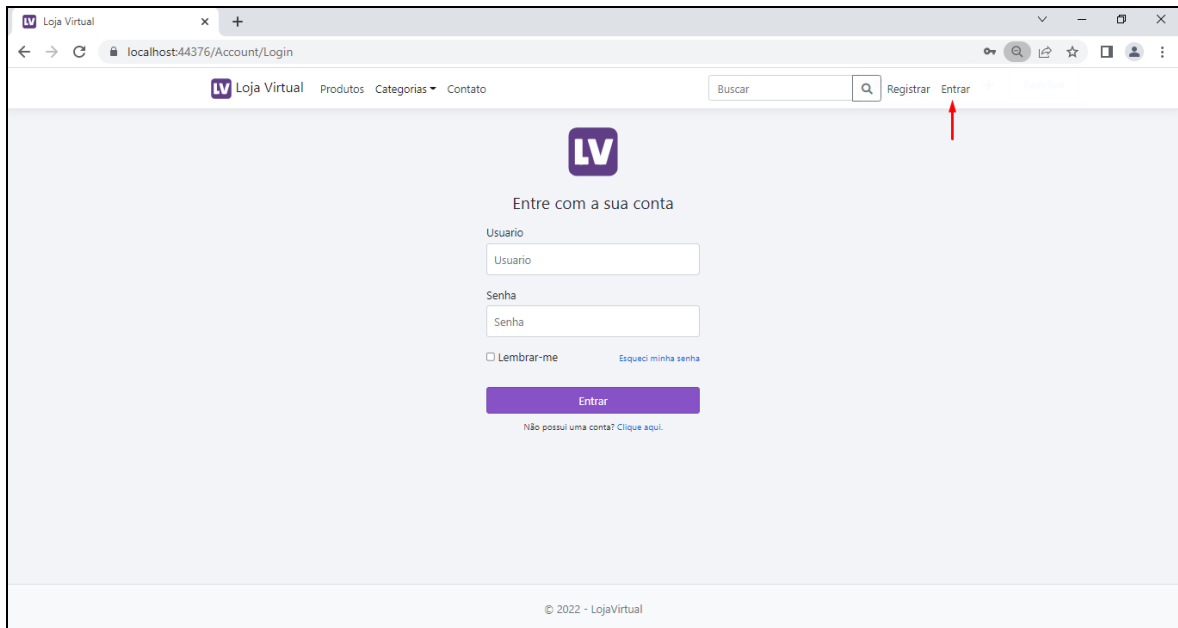 LV Loja Virtual
localhost:44376/Account/Login
LV Loja Virtual Produtos Categorias Contato Buscar Registrar Entrar
LV
Entre com a sua conta
Usuario
Usuario
Senha
Senha
Lembrar-me Esqueci minha senha
Entrar
Não possui uma conta? Clique aqui.
© 2022 - LojaVirtual